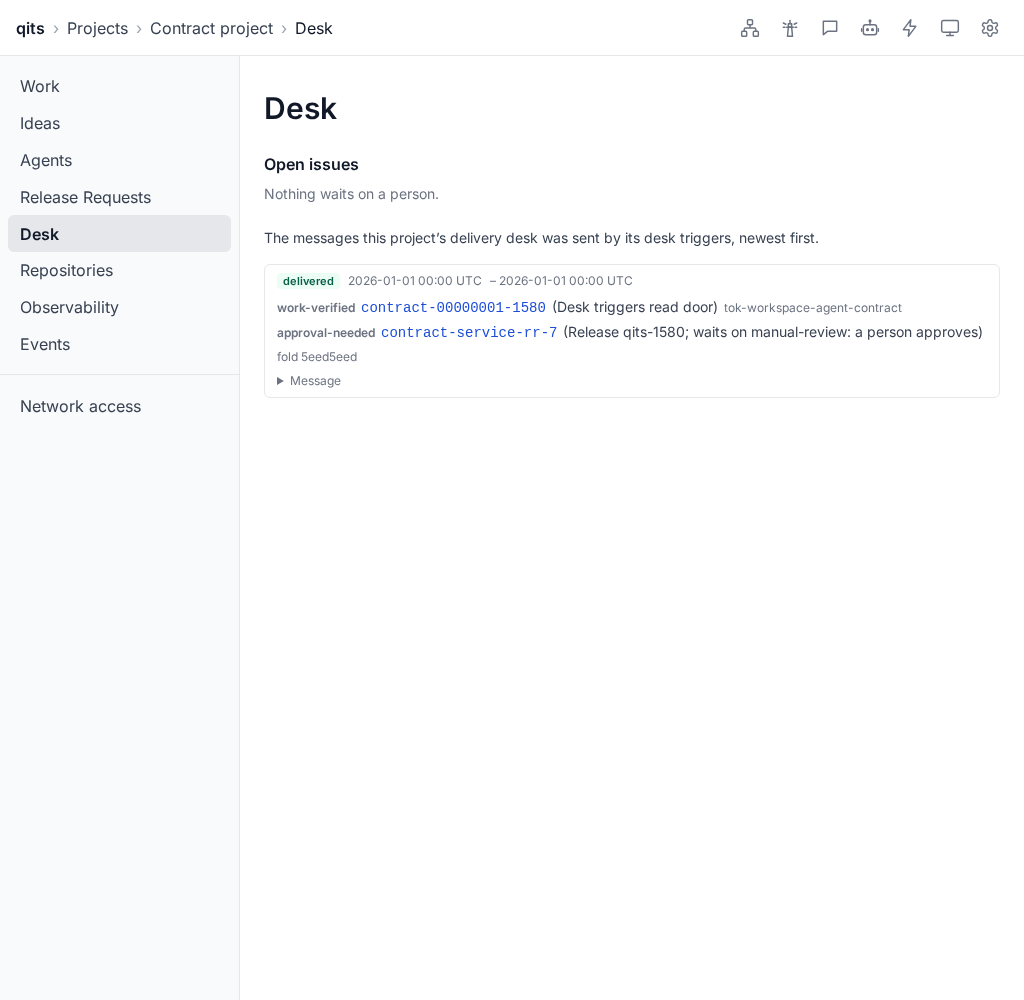 qits › Projects › Contract project › Desk
Work
Ideas
Agents
Release Requests
Desk
Repositories
Observability
Events
Network access
Desk
Open issues
Nothing waits on a person.
The messages this project’s delivery desk was sent by its desk triggers, newest first.
delivered 2026-01-01 00:00 UTC – 2026-01-01 00:00 UTC
work-verified contract-00000001-1580 (Desk triggers read door) tok-workspace-agent-contract
approval-needed contract-service-rr-7 (Release qits-1580; waits on manual-review: a person approves)
fold 5eed5eed
Message